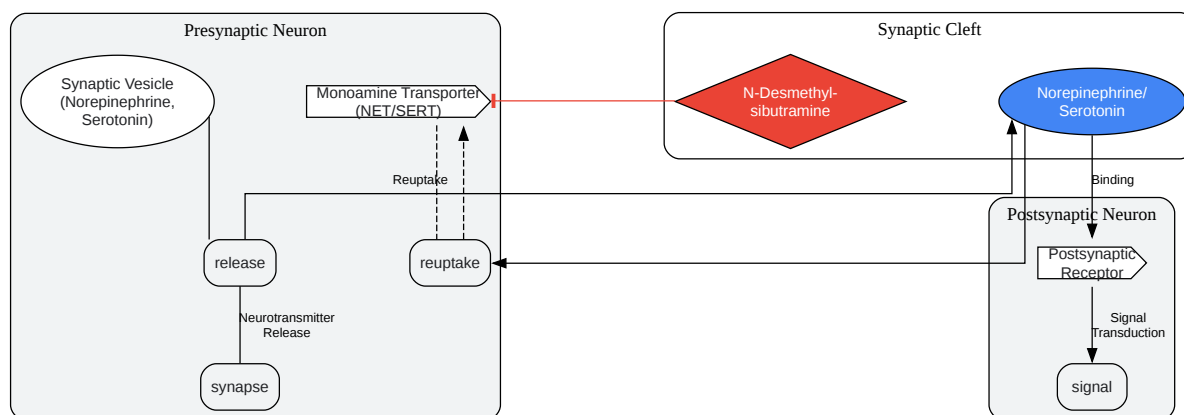 Presynaptic Neuron
Synaptic Cleft
Synaptic Vesicle
(Norepinephrine,
Serotonin)
Monoamine Transporter
(NET/SERT)
N-Desmethyl-
sibutramine
Norepinephrine/
Serotonin
Reuptake
Binding
Postsynaptic Neuron
release
reuptake
Postsynaptic
Receptor
Neurotransmitter
Release
Signal
Transduction
synapse
signal